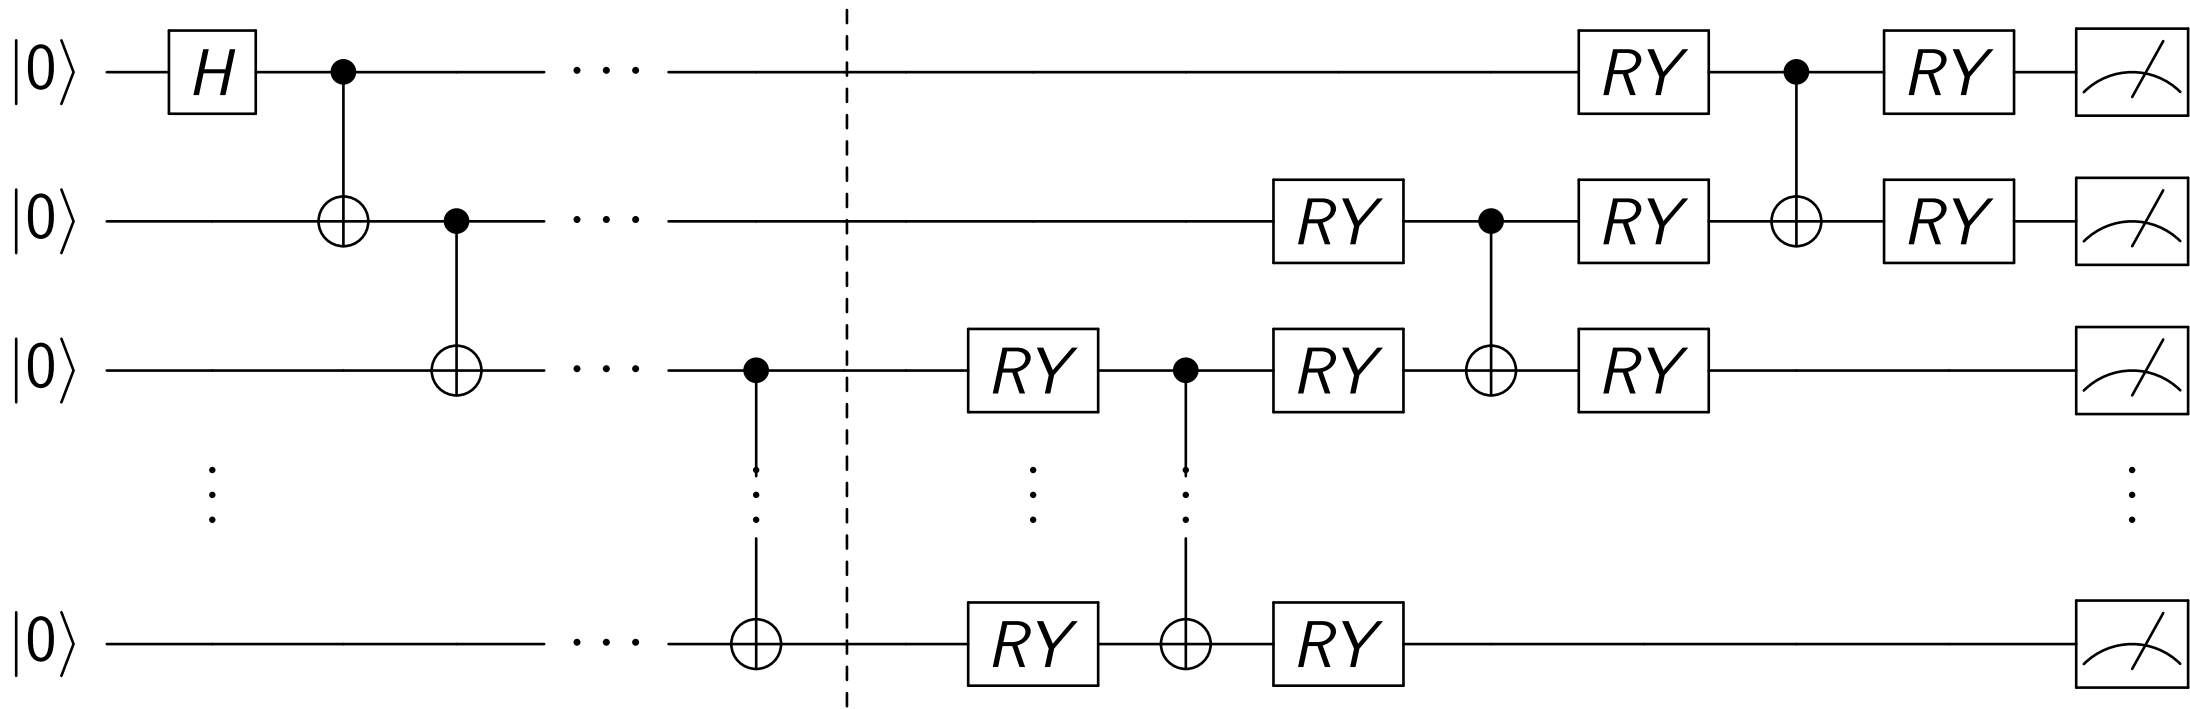 |0⟩ H · · · RY RY
|0⟩ · · · RY RY RY
|0⟩ · · · RY RY RY
|0⟩ · · · RY RY